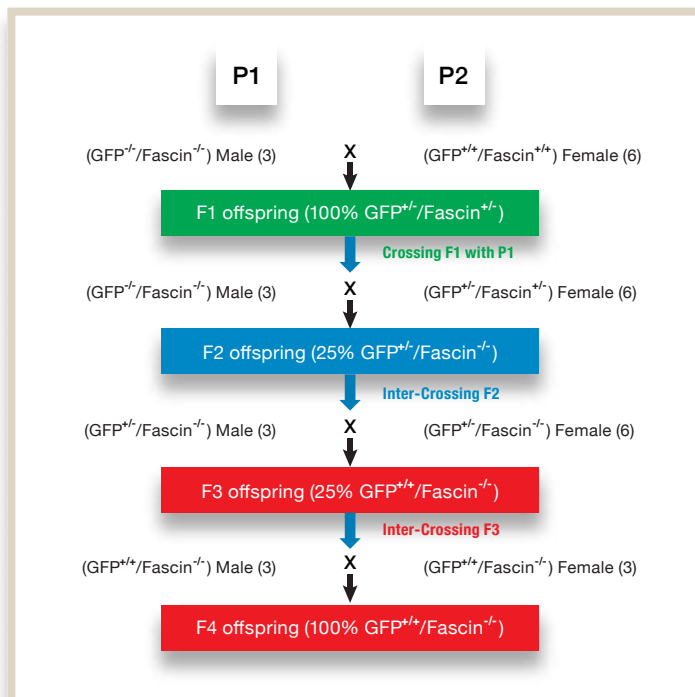 P1 P2
(GFP-/-/Fascin-/-) Male (3) X (GFP+/+/Fascin+/+) Female (6)
F1 offspring (100% GFP+/-/Fascin+/-)
Crossing F1 with P1
(GFP-/-/Fascin-/-) Male (3) X (GFP+/-/Fascin+/-) Female (6)
F2 offspring (25% GFP+/-/Fascin-/-)
Inter-Crossing F2
(GFP+/-/Fascin-/-) Male (3) X (GFP+/-/Fascin-/-) Female (6)
F3 offspring (25% GFP+/+/Fascin-/-)
Inter-Crossing F3
(GFP+/+/Fascin-/-) Male (3) X (GFP+/+/Fascin-/-) Female (3)
F4 offspring (100% GFP+/+/Fascin-/-)